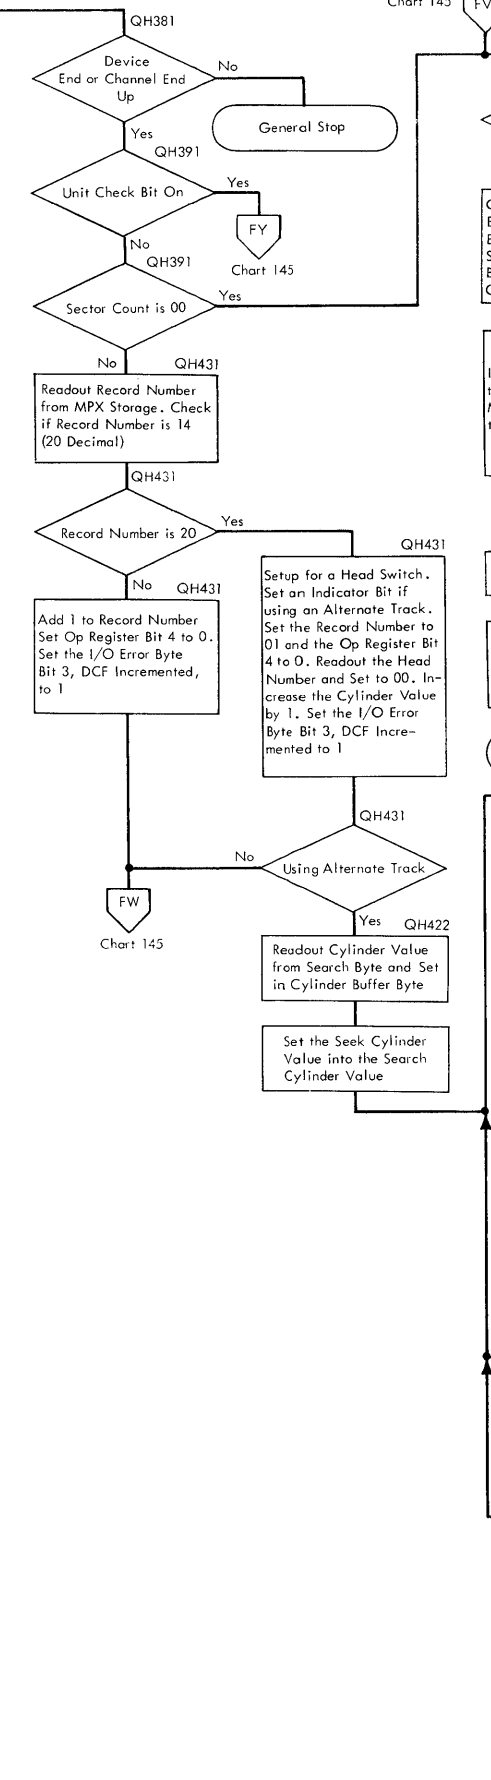 Chart 145
FV
QH381
Device
End or Channel End
Up
No
General Stop
Yes
QH391
Unit Check Bit On
Yes
FY
Chart 145
No
QH391
Sector Count is 00
Yes
No
QH431
Readout Record Number
from MPX Storage. Check
if Record Number is 14
(20 Decimal)
QH431
Record Number is 20
Yes
No
QH431
Add 1 to Record Number
Set Op Register Bit 4 to 0.
Set the I/O Error Byte
Bit 3, DCF Incremented,
to 1
QH431
Setup for a Head Switch.
Set an Indicator Bit if
using an Alternate Track.
Set the Record Number to
01 and the Op Register Bit
4 to 0. Readout the Head
Number and Set to 00. In-
crease the Cylinder Value
by 1. Set the I/O Error
Byte Bit 3, DCF Incre-
mented to 1
QH431
Using Alternate Track
No
FW
Chart 145
Yes
QH422
Readout Cylinder Value
from Search Byte and Set
in Cylinder Buffer Byte
Set the Seek Cylinder
Value into the Search
Cylinder Value